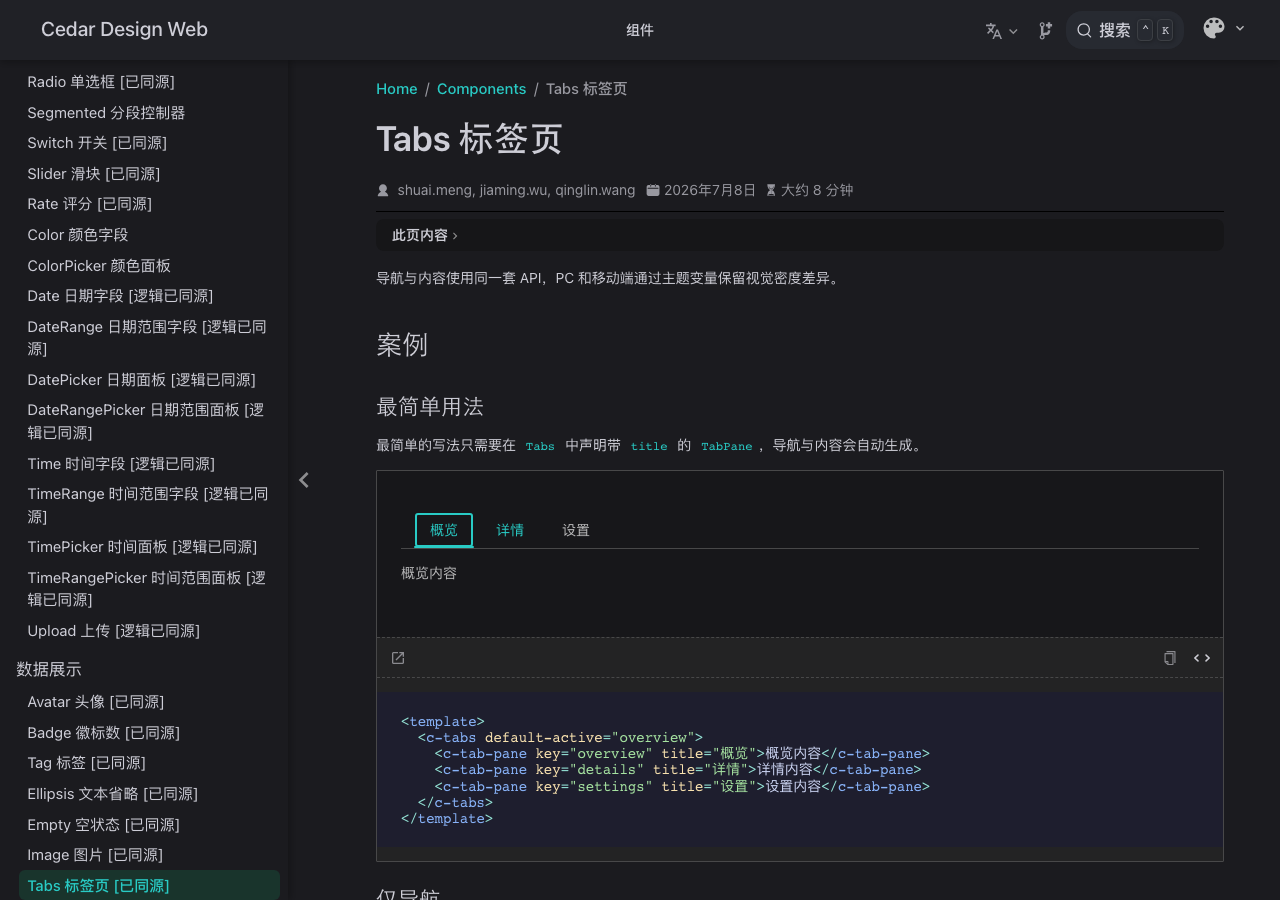 Cedar Design Web
组件
搜索 ^ K
Radio 单选框 [已同源]
Segmented 分段控制器
Switch 开关 [已同源]
Slider 滑块 [已同源]
Rate 评分 [已同源]
Color 颜色字段
ColorPicker 颜色面板
Date 日期字段 [逻辑已同源]
DateRange 日期范围字段 [逻辑已同
源]
DatePicker 日期面板 [逻辑已同源]
DateRangePicker 日期范围面板 [逻
辑已同源]
Time 时间字段 [逻辑已同源]
TimeRange 时间范围字段 [逻辑已同
源]
TimePicker 时间面板 [逻辑已同源]
TimeRangePicker 时间范围面板 [逻
辑已同源]
Upload 上传 [逻辑已同源]
数据展示
Avatar 头像 [已同源]
Badge 徽标数 [已同源]
Tag 标签 [已同源]
Ellipsis 文本省略 [已同源]
Empty 空状态 [已同源]
Image 图片 [已同源]
Tabs 标签页 [已同源]
Home / Components / Tabs 标签页
Tabs 标签页
shuai.meng, jiaming.wu, qinglin.wang 2026年7月8日 大约 8 分钟
此页内容 ›
导航与内容使用同一套 API，PC 和移动端通过主题变量保留视觉密度差异。
案例
最简单用法
最简单的写法只需要在 Tabs 中声明带 title 的 TabPane ，导航与内容会自动生成。
概览 详情 设置
概览内容
<template>
  <c-tabs default-active="overview">
    <c-tab-pane key="overview" title="概览">概览内容</c-tab-pane>
    <c-tab-pane key="details" title="详情">详情内容</c-tab-pane>
    <c-tab-pane key="settings" title="设置">设置内容</c-tab-pane>
  </c-tabs>
</template>
仅导航